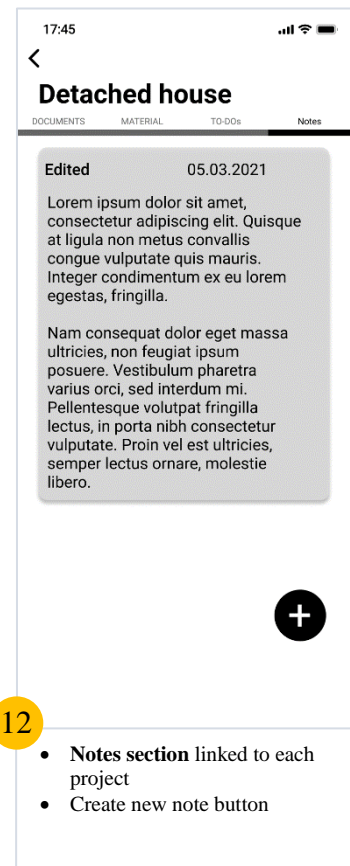 17:45
Detached house
DOCUMENTS MATERIAL TO-DOs Notes
Edited 05.03.2021
Lorem ipsum dolor sit amet,
consectetur adipiscing elit. Quisque
at ligula non metus convallis
congue vulputate quis mauris.
Integer condimentum ex eu lorem
egestas, fringilla.
Nam consequat dolor eget massa
ultricies, non feugiat ipsum
posuere. Vestibulum pharetra
varius orci, sed interdum mi.
Pellentesque volutpat fringilla
lectus, in porta nibh consectetur
vulputate. Proin vel est ultricies,
semper lectus ornare, molestie
libero.
12
• Notes section linked to each
project
• Create new note button